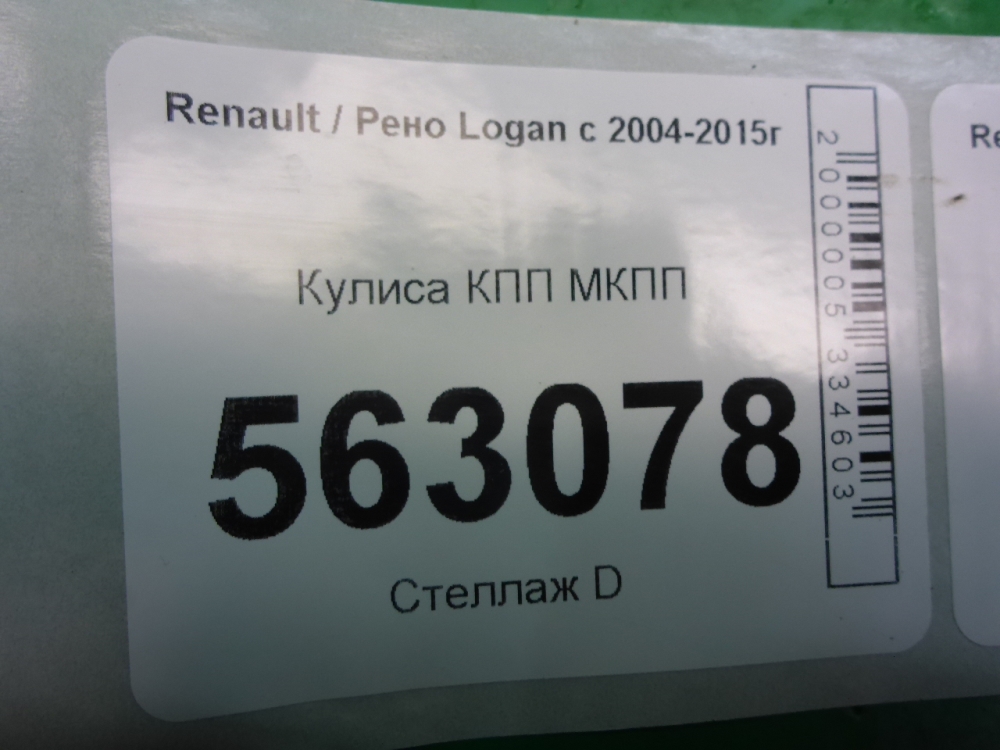 Renault / Рено Logan с 2004-2015г
Кулиса КПП МКПП
563078
Стеллаж D
2000005334603
Re